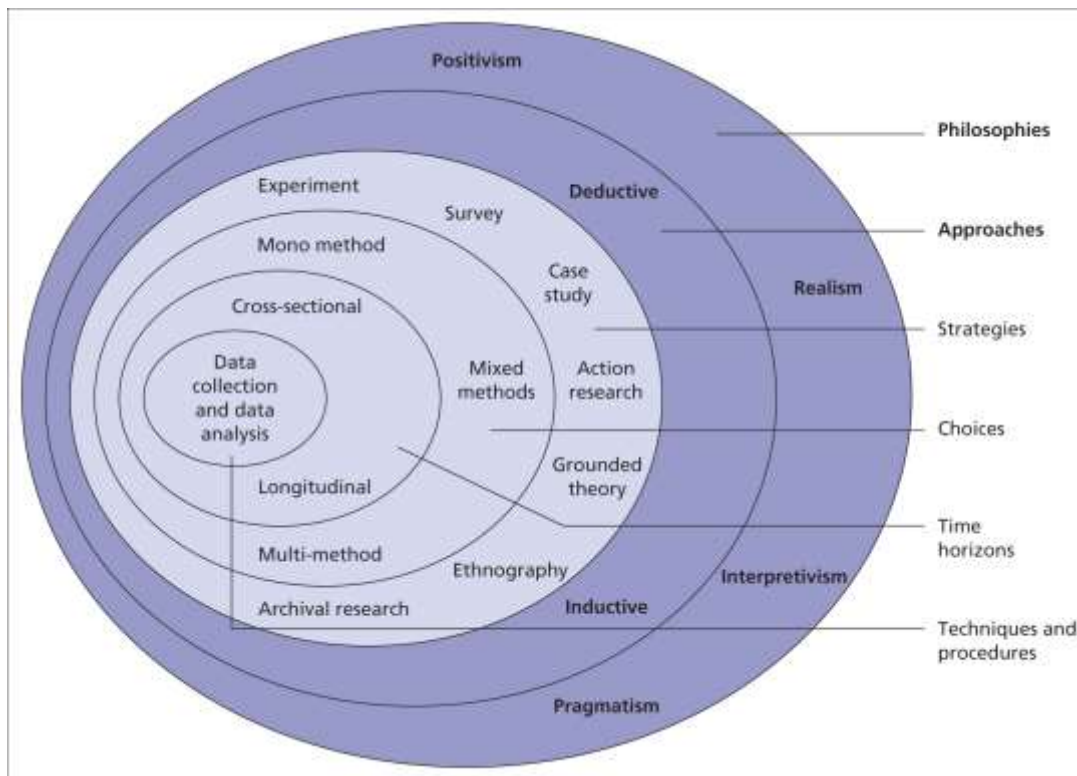 Positivism
Philosophies
Experiment
Deductive
Survey
Approaches
Mono method
Case
study
Realism
Cross-sectional
Strategies
Data
collection
and data
analysis
Mixed
methods
Action
research
Choices
Grounded
theory
Longitudinal
Time
horizons
Multi-method
Ethnography
Interpretivism
Archival research
Inductive
Techniques and
procedures
Pragmatism